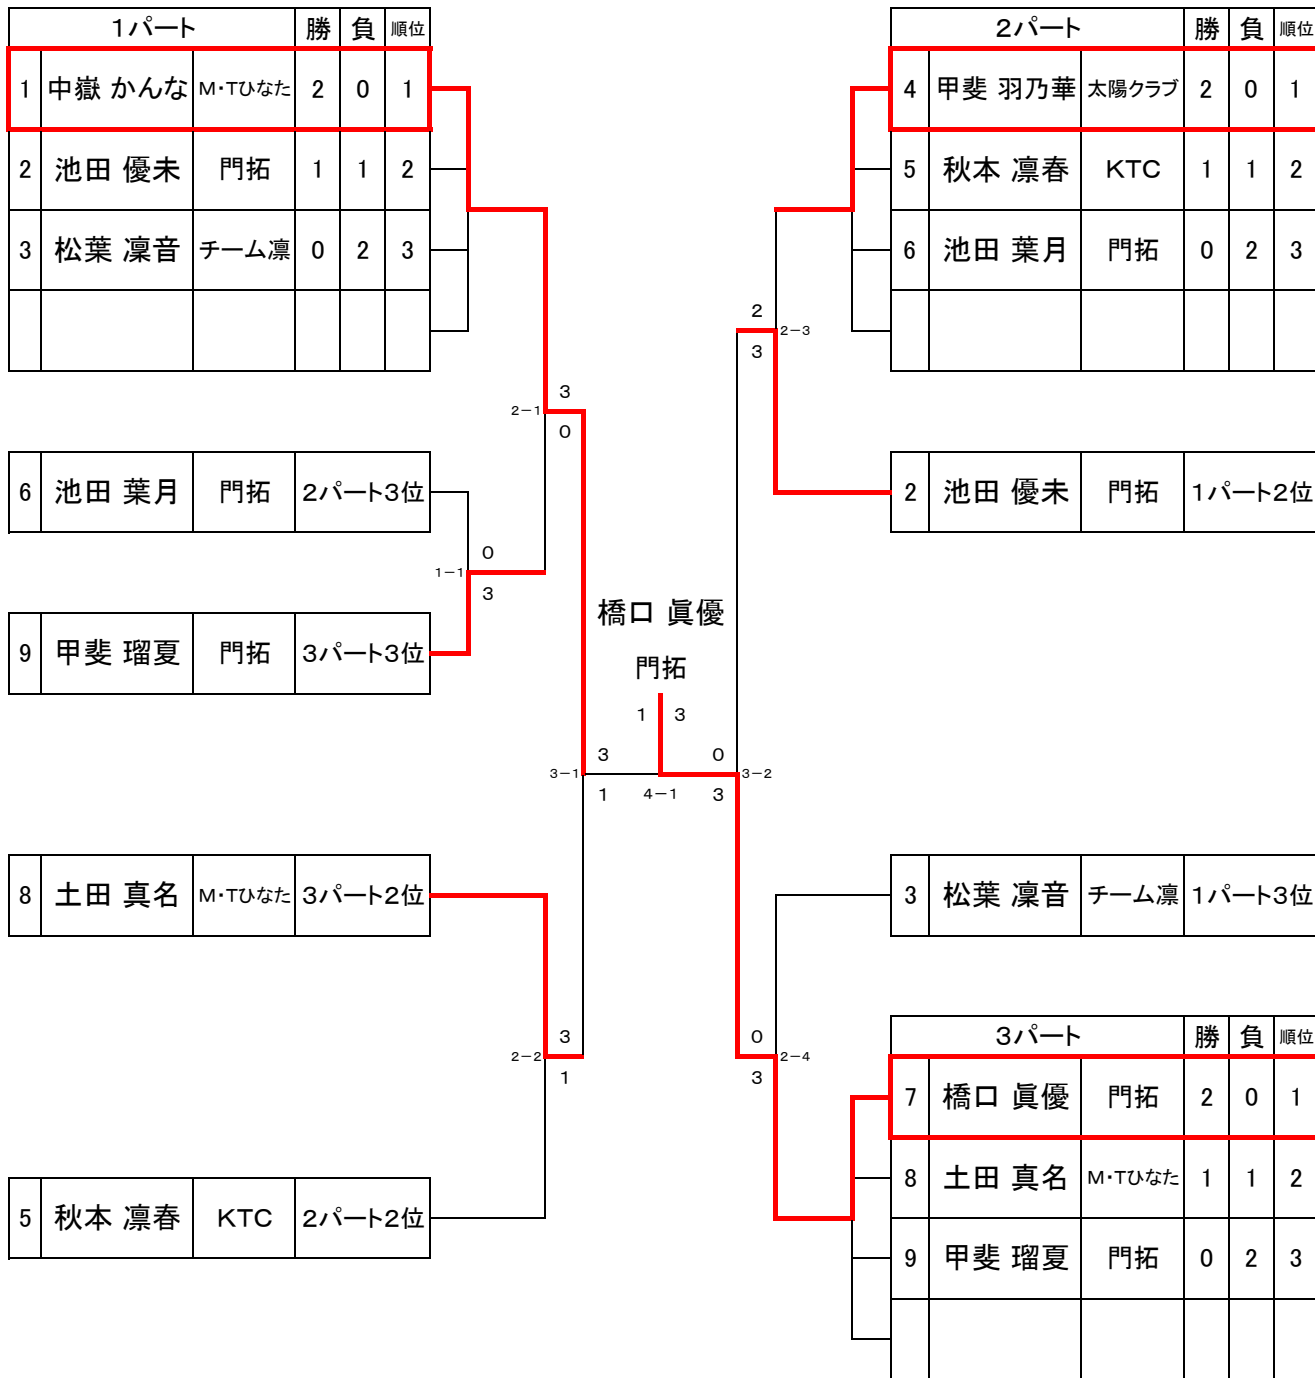 1パート 勝 負 順位
1 中嶽 かんな M・Tひなた 2 0 1
2 池田 優未 門拓 1 1 2
3 松葉 凜音 チーム凛 0 2 3
2パート 勝 負 順位
4 甲斐 羽乃華 太陽クラブ 2 0 1
5 秋本 凛春 KTC 1 1 2
6 池田 葉月 門拓 0 2 3
2
2-3
3
3
2-1
0
6 池田 葉月 門拓 2パート3位
2 池田 優未 門拓 1パート2位
0
1-1
3
9 甲斐 瑠夏 門拓 3パート3位
橋口 眞優
門拓
1 3
3 0
3-1 3-2
1 4-1 3
8 土田 真名 M・Tひなた 3パート2位
3 松葉 凜音 チーム凛 1パート3位
3 0
2-2 2-4
1 3
5 秋本 凛春 KTC 2パート2位
3パート 勝 負 順位
7 橋口 眞優 門拓 2 0 1
8 土田 真名 M・Tひなた 1 1 2
9 甲斐 瑠夏 門拓 0 2 3